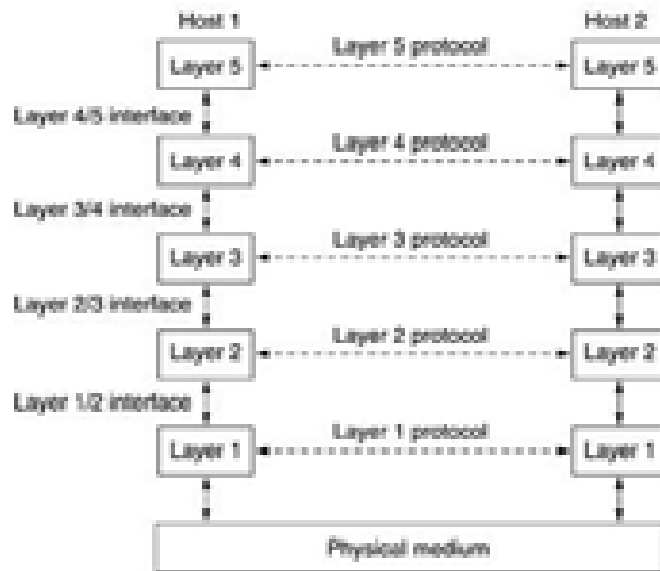 Host 1
Host 2
Layer 5
Layer 5 protocol
Layer 5
Layer 4/5 interface
Layer 4
Layer 4 protocol
Layer 4
Layer 3/4 interface
Layer 3
Layer 3 protocol
Layer 3
Layer 2/3 interface
Layer 2
Layer 2 protocol
Layer 2
Layer 1/2 interface
Layer 1
Layer 1 protocol
Layer 1
Physical medium